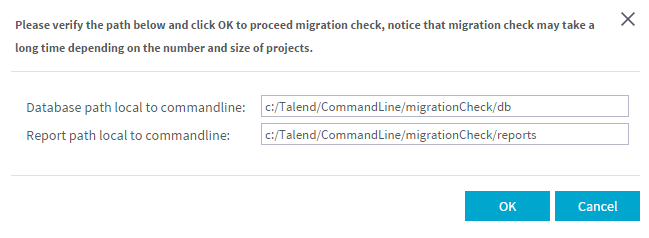 Please verify the path below and click OK to proceed migration check, notice that migration check may take a
long time depending on the number and size of projects.
Database path local to commandline: c:/Talend/CommandLine/migrationCheck/db
Report path local to commandline: c:/Talend/CommandLine/migrationCheck/reports
OK Cancel